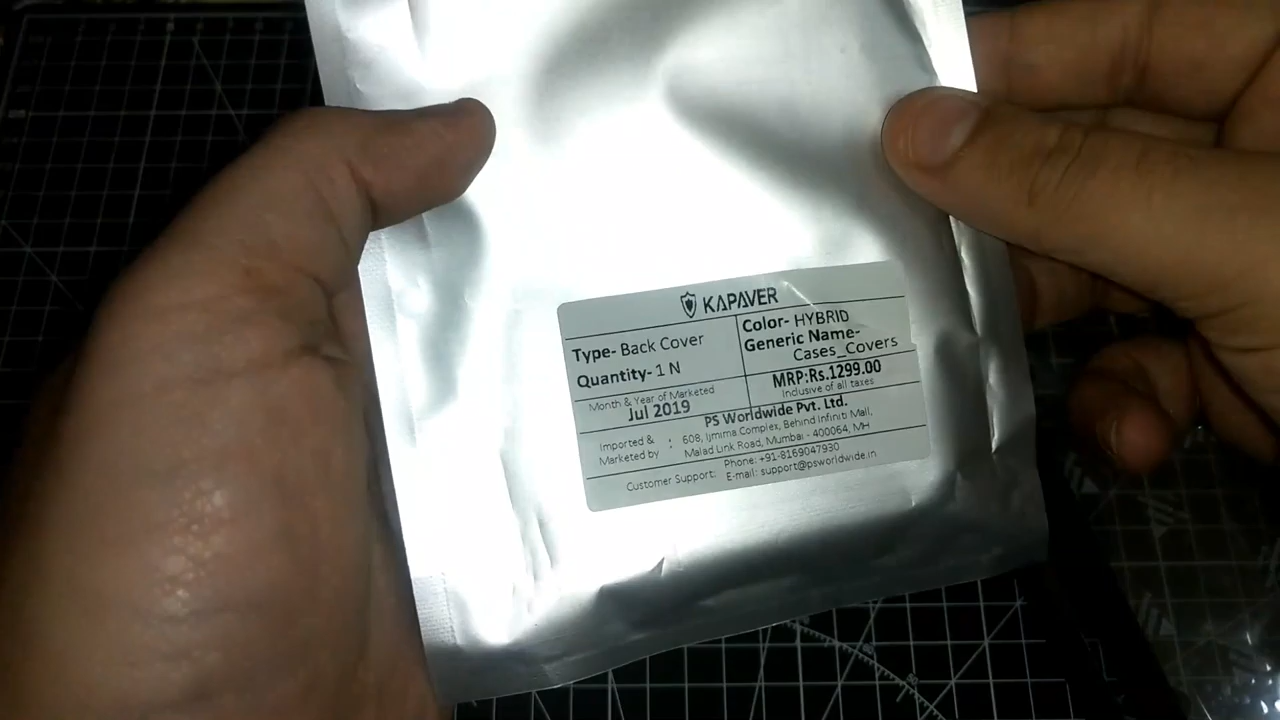 KAPAVER
Type- Back Cover
Quantity- 1 N
Color- HYBRID
Generic Name-
Cases_Covers
Month & Year of Marketed
Jul 2019
MRP:Rs.1299.00
Inclusive of all taxes
Imported &
Marketed by :
PS Worldwide Pvt. Ltd.
608, Ijmima Complex, Behind Infiniti Mall,
Malad Link Road, Mumbai - 400064, MH
Customer Support:
Phone: +91-8169047930
E-mail: support@psworldwide.in